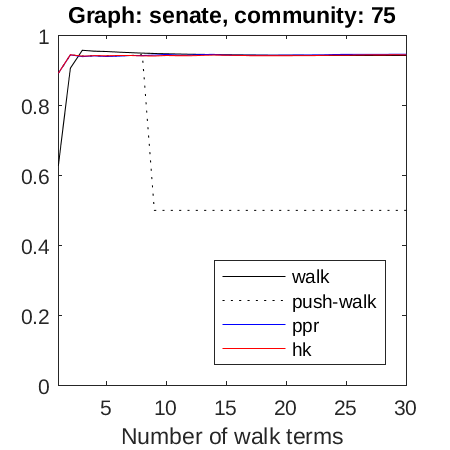 Graph: senate, community: 75
1
0.8
0.6
0.4
0.2
0
walk
push-walk
ppr
hk
5 10 15 20 25 30
Number of walk terms